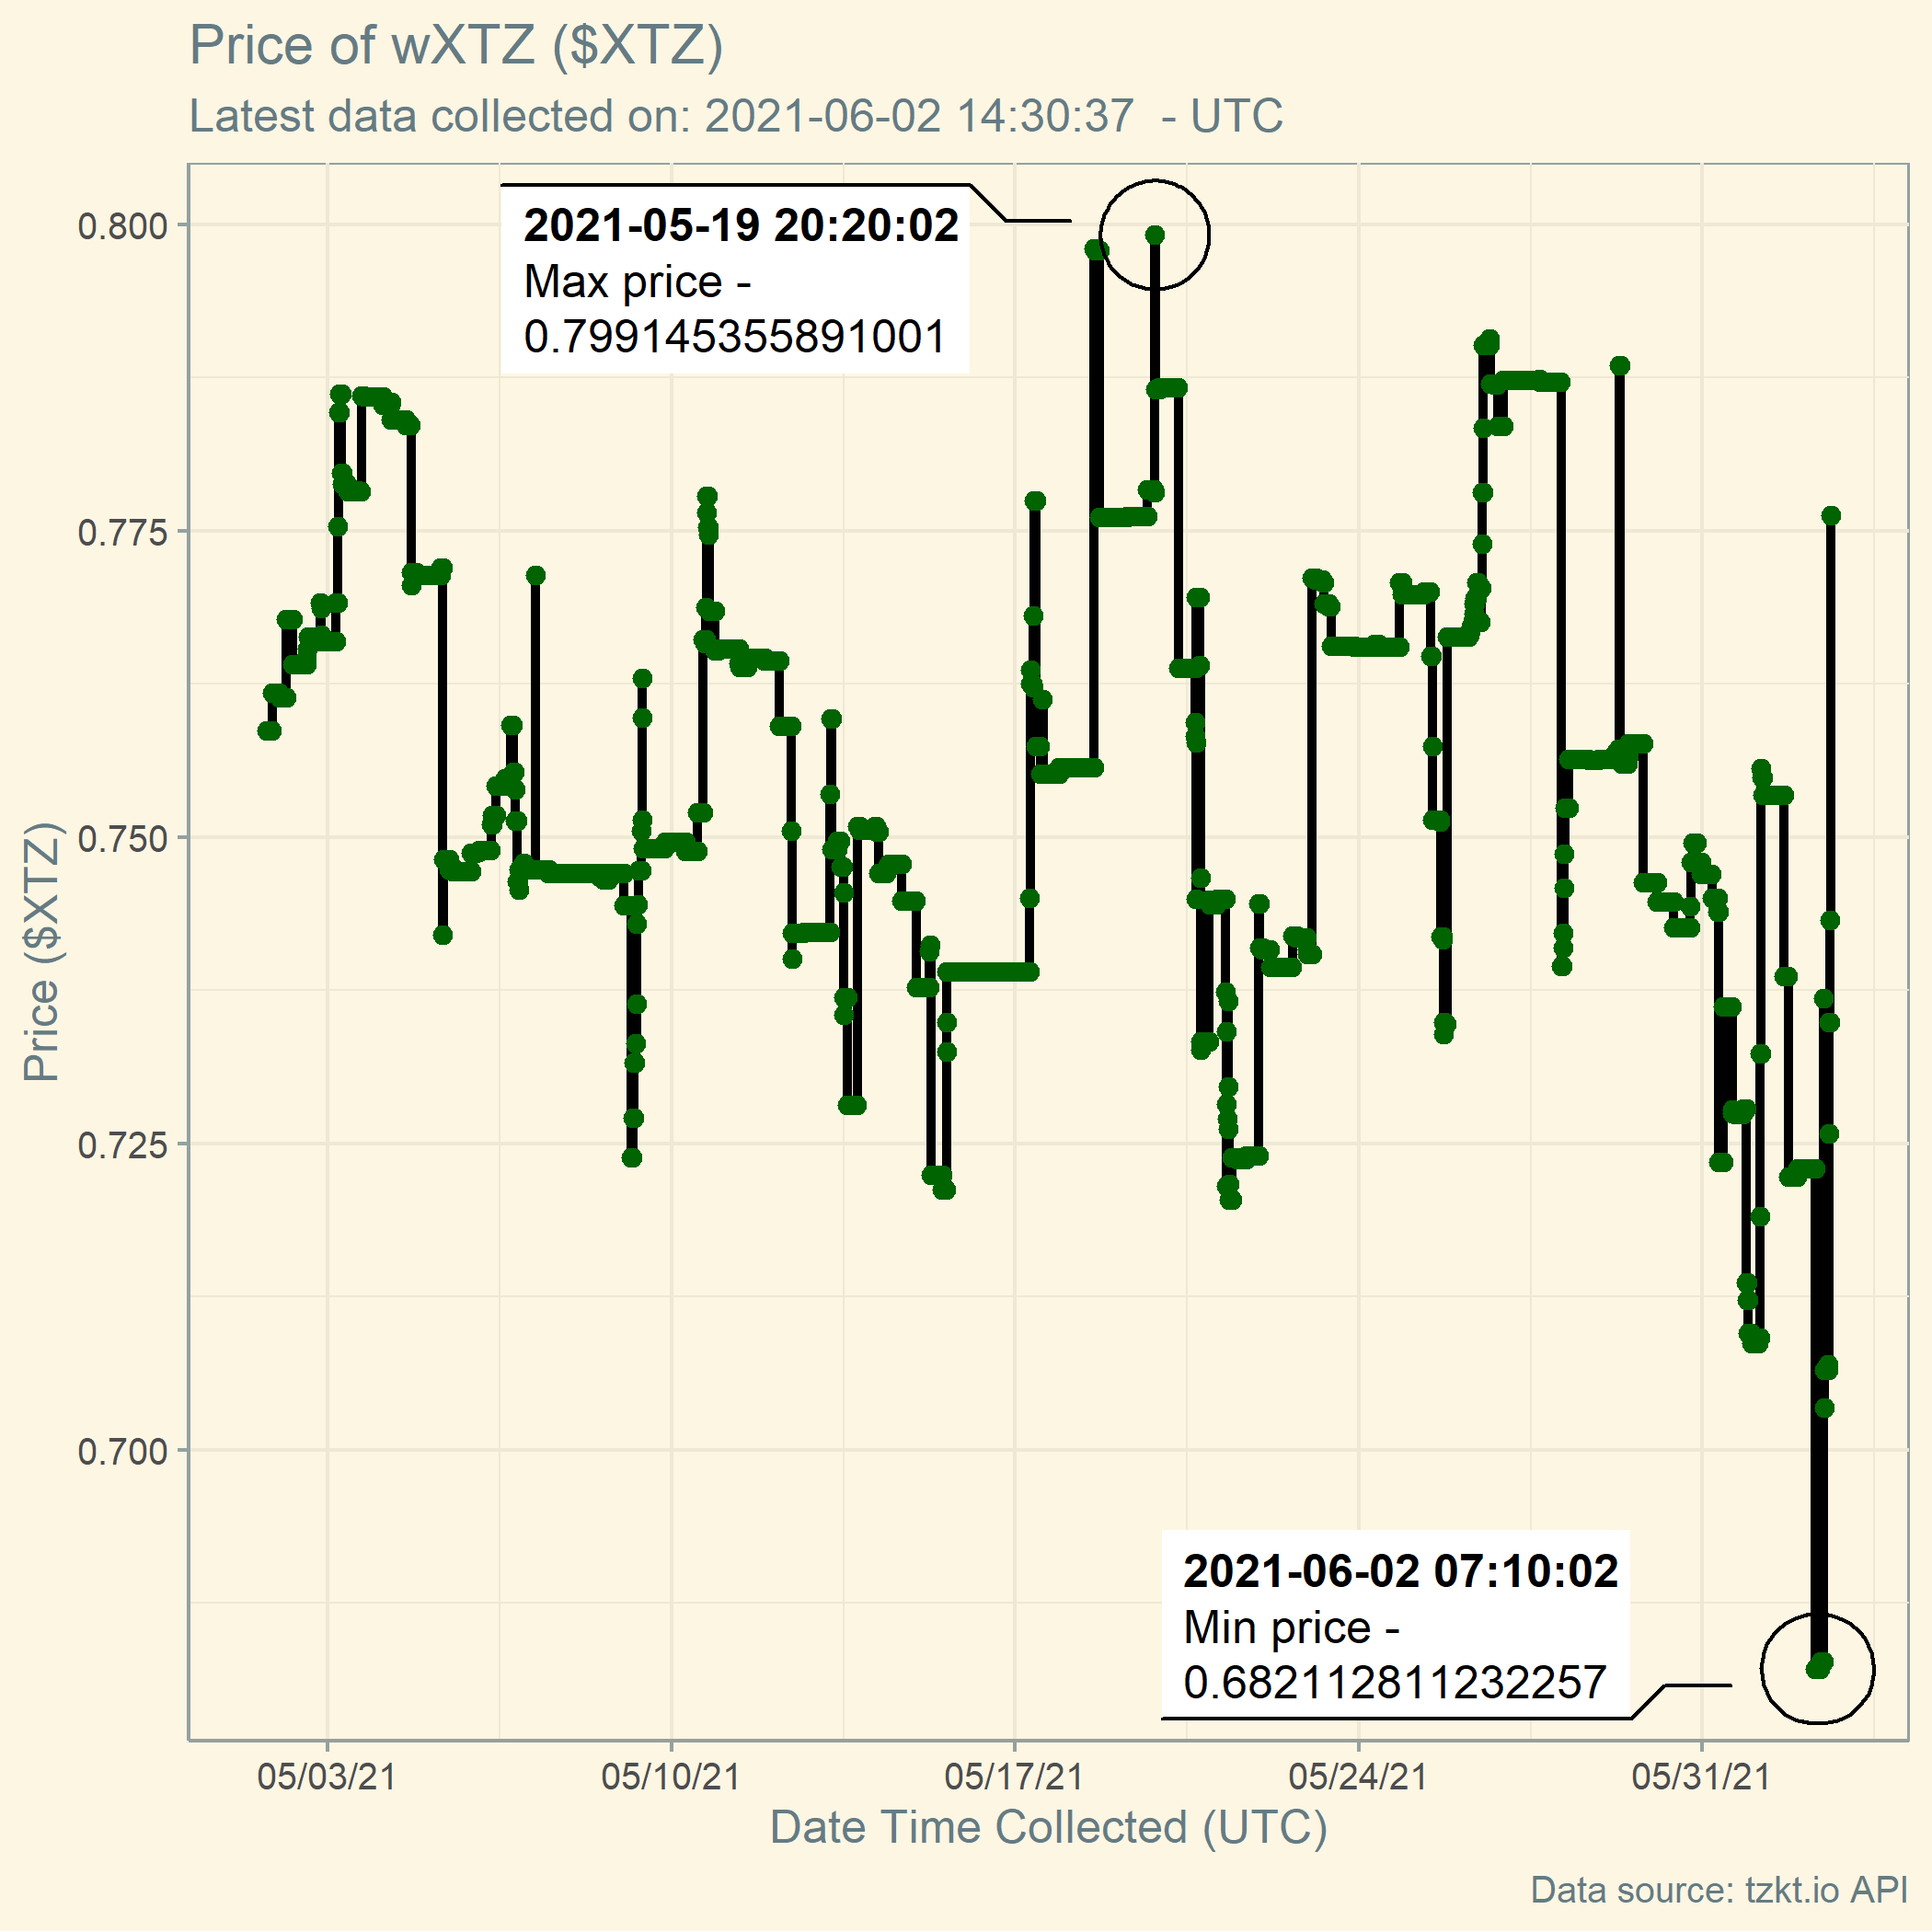 Price of wXTZ ($XTZ)
Latest data collected on: 2021-06-02 14:30:37  - UTC
2021-05-19 20:20:02
Max price -
0.799145355891001
0.800
0.775
0.750
0.725
0.700
Price ($XTZ)
2021-06-02 07:10:02
Min price -
0.682112811232257
05/03/21
05/10/21
05/17/21
05/24/21
05/31/21
Date Time Collected (UTC)
Data source: tzkt.io API